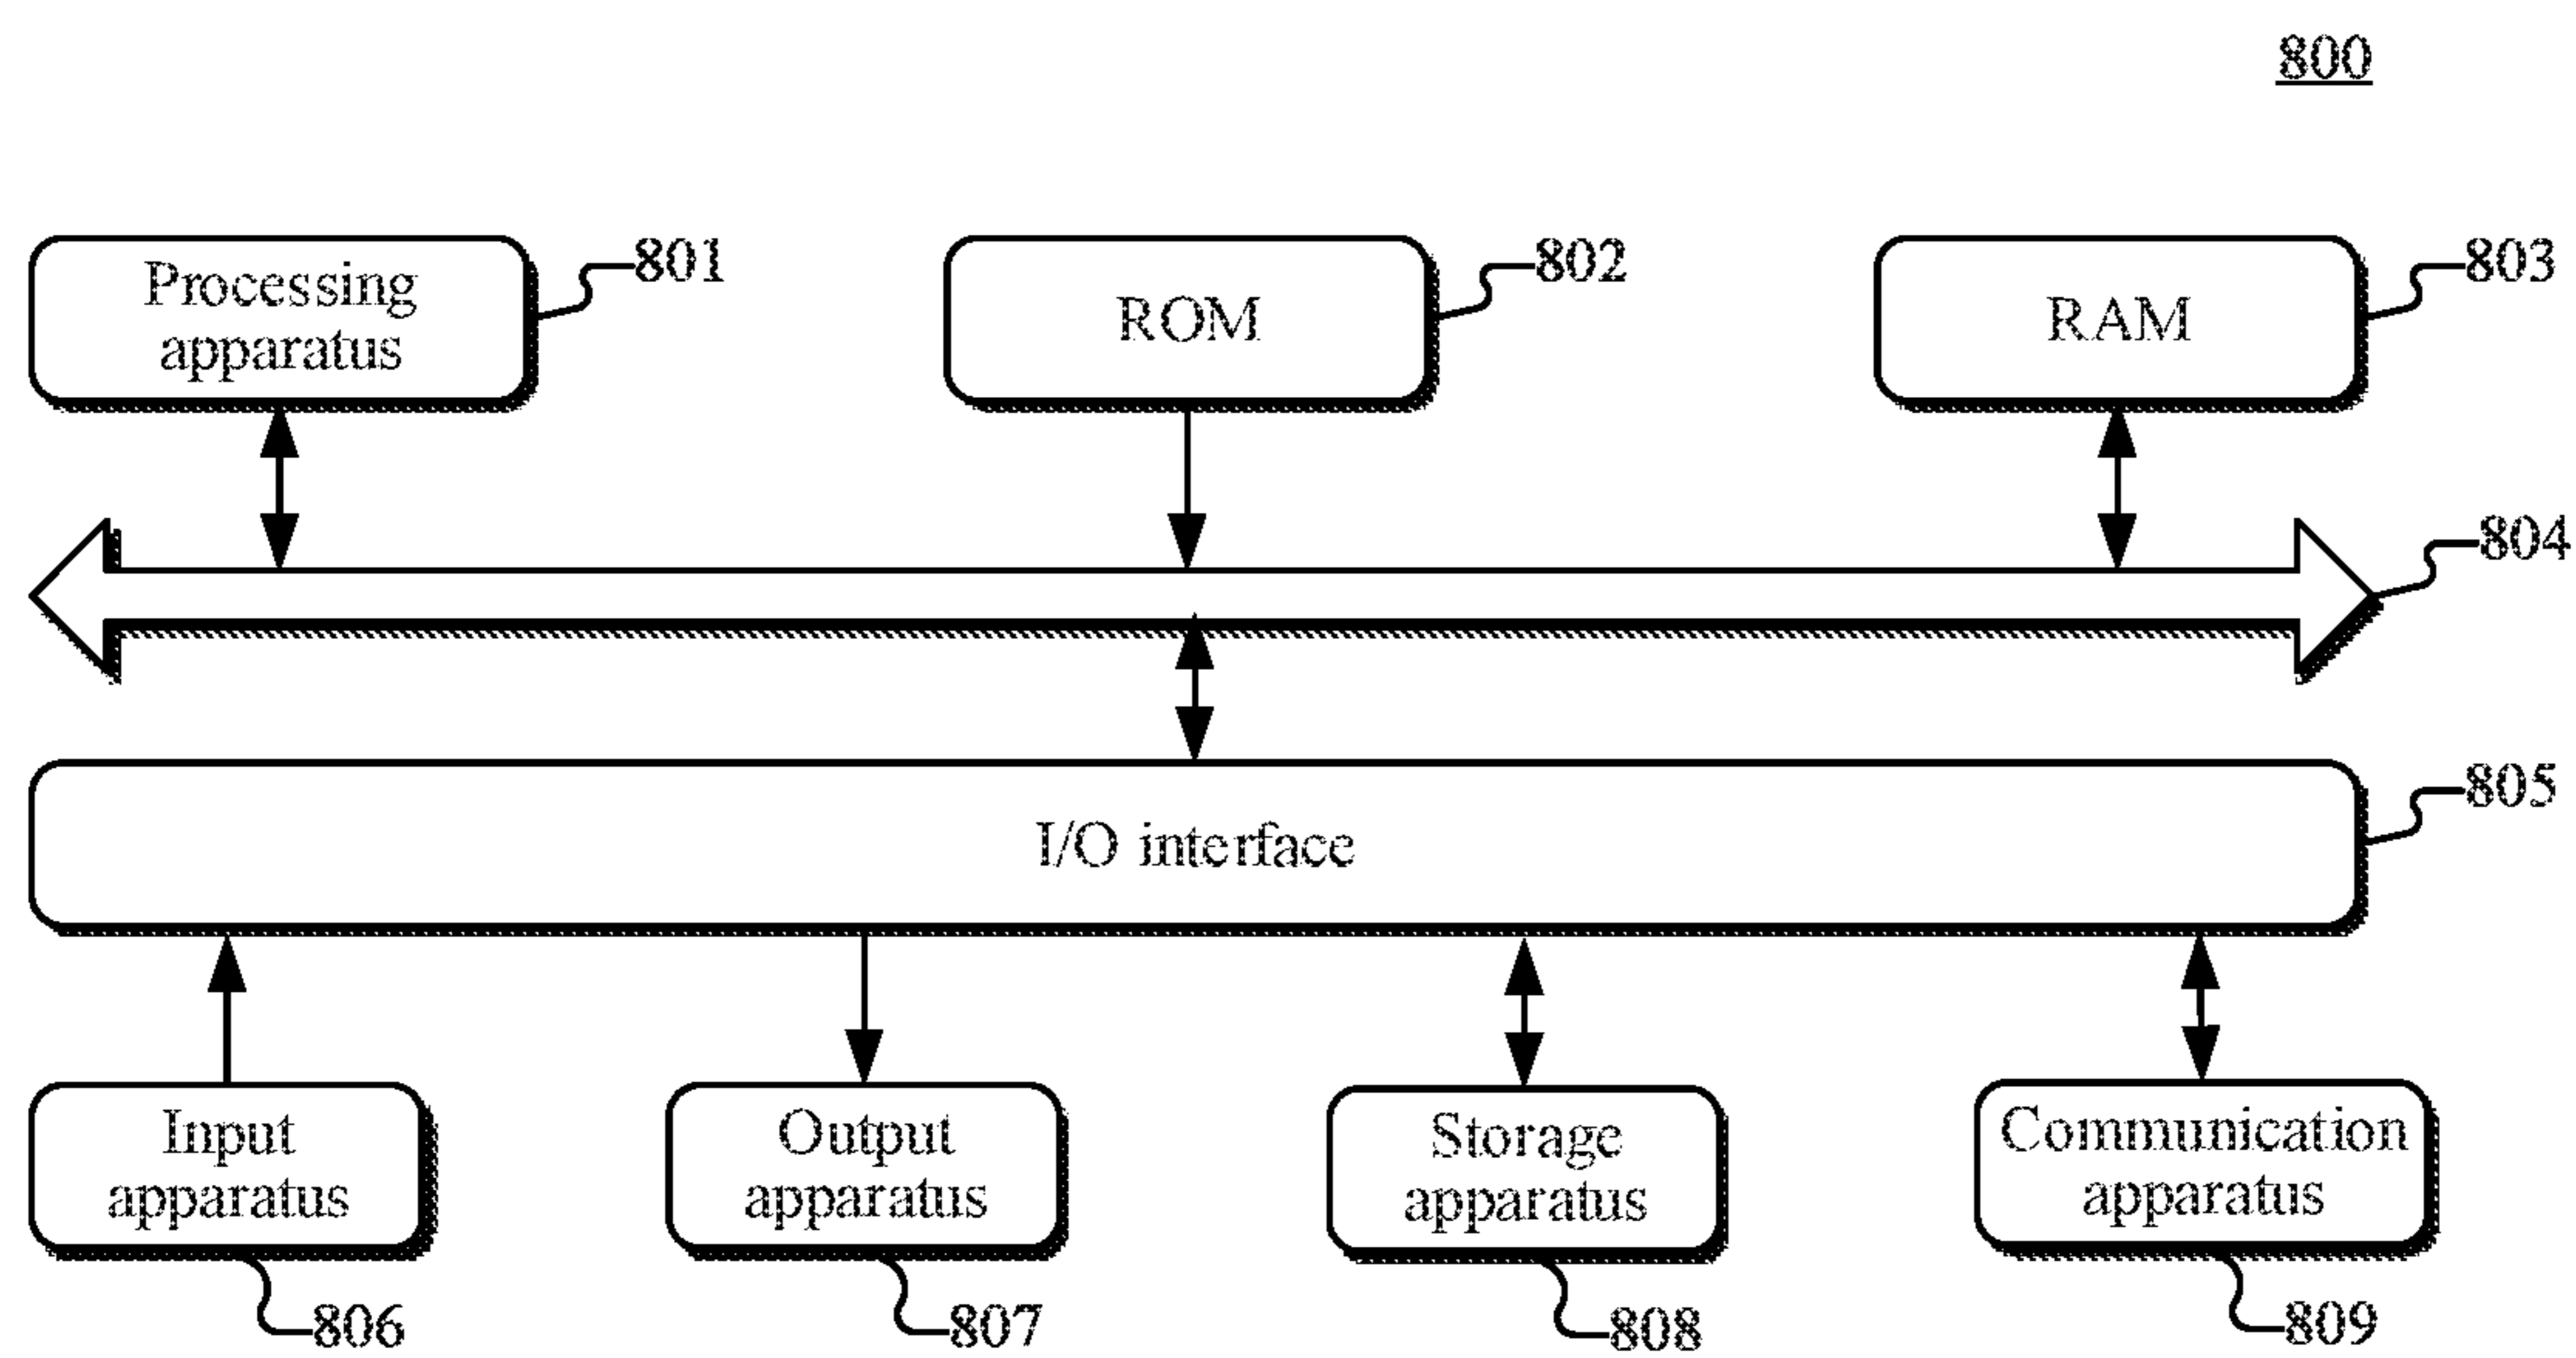 800
Processing
apparatus
801
ROM
802
RAM
803
804
I/O interface
805
Input
apparatus
806
Output
apparatus
807
Storage
apparatus
808
Communication
apparatus
809